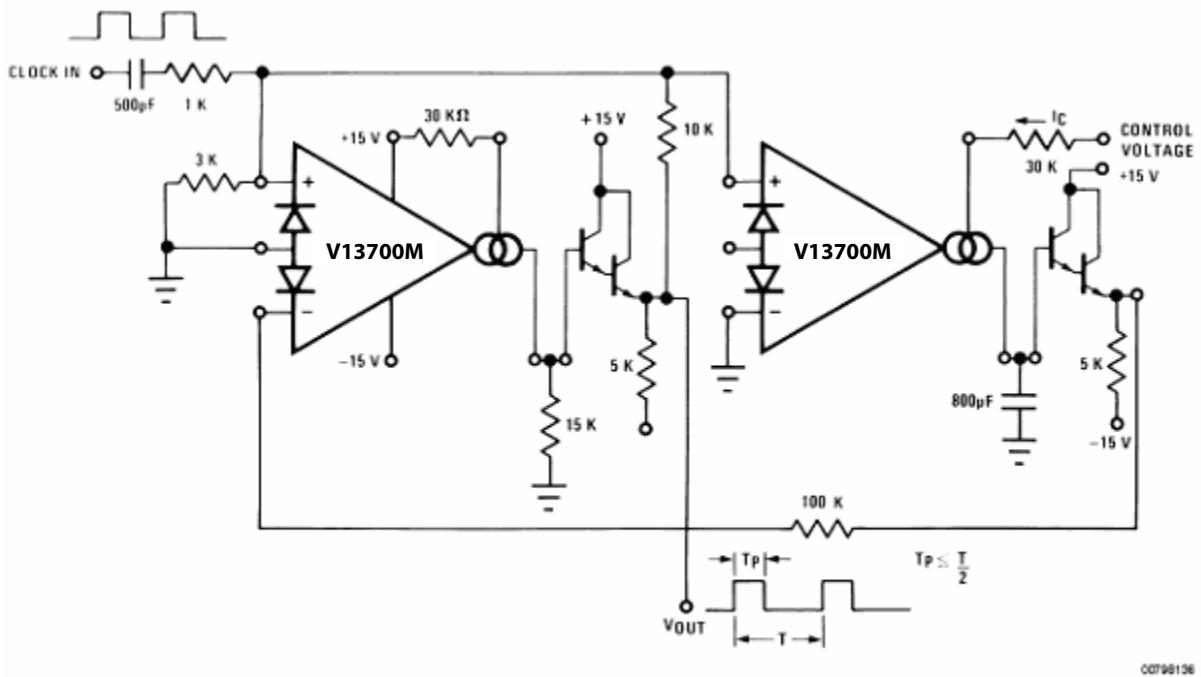 CLOCK IN
500pF
1 K
3 K
+15 V
30 KΩ
+
V13700M
−
−15 V
+15 V
10 K
5 K
15 K
+
V13700M
−
IC
30 K
CONTROL
VOLTAGE
+15 V
5 K
800pF
−15 V
100 K
TP
TP ≤ T/2
VOUT
T
00798136